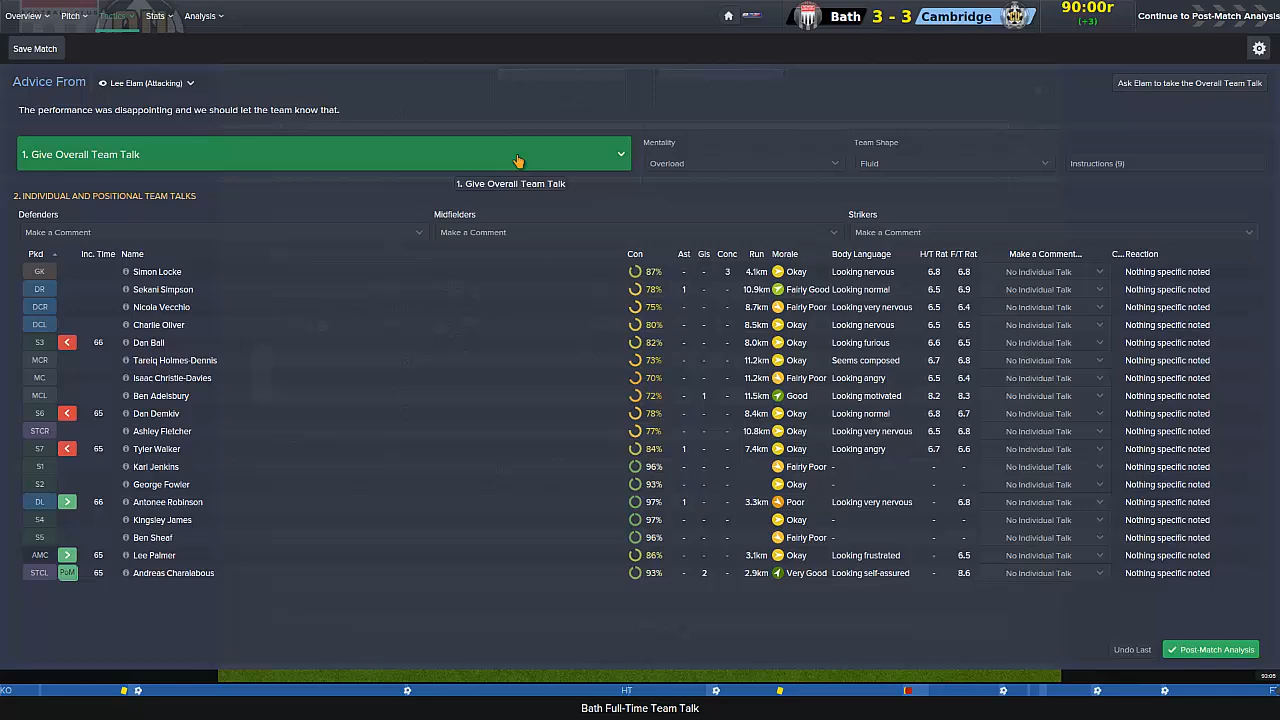 Overview Pitch Tactics Stats Analysis Bath 3 - 3 Cambridge 90:00r (+3) Continue to Post-Match Analysis
Save Match
Advice From Lee Elam (Attacking) Ask Elam to take the Overall Team Talk
The performance was disappointing and we should let the team know that.
1. Give Overall Team Talk Mentality Overload Team Shape Fluid Instructions (9)
1. Give Overall Team Talk
2. INDIVIDUAL AND POSITIONAL TEAM TALKS
Defenders Midfielders Strikers
Make a Comment Make a Comment Make a Comment
Pkd Inc. Time Name Con Ast Gls Conc Run Morale Body Language H/T Rat F/T Rat Make a Comment... C... Reaction
GK Simon Locke 87% - - 3 4.1km Okay Looking nervous 6.8 6.8 No Individual Talk Nothing specific noted
DR Sekani Simpson 78% 1 - - 10.9km Fairly Good Looking normal 6.5 6.9 No Individual Talk Nothing specific noted
DCR Nicola Vecchio 75% - - - 8.7km Fairly Poor Looking very nervous 6.5 6.4 No Individual Talk Nothing specific noted
DCL Charlie Oliver 80% - - - 8.5km Okay Looking nervous 6.5 6.5 No Individual Talk Nothing specific noted
S3 66 Dan Ball 82% - - - 8.0km Okay Looking furious 6.6 6.5 No Individual Talk Nothing specific noted
MCR Tareiq Holmes-Dennis 73% - - - 11.2km Okay Seems composed 6.7 6.8 No Individual Talk Nothing specific noted
MC Isaac Christie-Davies 70% - - - 11.2km Fairly Poor Looking angry 6.5 6.4 No Individual Talk Nothing specific noted
MCL Ben Adelsbury 72% - 1 - 11.5km Good Looking motivated 8.2 8.3 No Individual Talk Nothing specific noted
S6 65 Dan Demkiv 78% - - - 8.4km Okay Looking normal 6.8 6.7 No Individual Talk Nothing specific noted
STCR Ashley Fletcher 77% - - - 10.8km Okay Looking very nervous 6.5 6.8 No Individual Talk Nothing specific noted
S7 65 Tyler Walker 84% 1 - - 7.4km Okay Looking angry 6.7 6.6 No Individual Talk Nothing specific noted
S1 Karl Jenkins 96% Fairly Poor - - - No Individual Talk Nothing specific noted
S2 George Fowler 93% Okay - - - No Individual Talk Nothing specific noted
DL 66 Antonee Robinson 97% 1 - - 3.3km Poor Looking very nervous - 6.8 No Individual Talk Nothing specific noted
S4 Kingsley James 97% Okay - - - No Individual Talk Nothing specific noted
S5 Ben Sheaf 96% Fairly Poor - - - No Individual Talk Nothing specific noted
AMC 65 Lee Palmer 86% - - - 3.1km Okay Looking frustrated - 6.5 No Individual Talk Nothing specific noted
STCL PoM 65 Andreas Charalabous 93% - 2 - 2.9km Very Good Looking self-assured - 8.6 No Individual Talk Nothing specific noted
Undo Last Post-Match Analysis
93:05
KO HT F
Bath Full-Time Team Talk